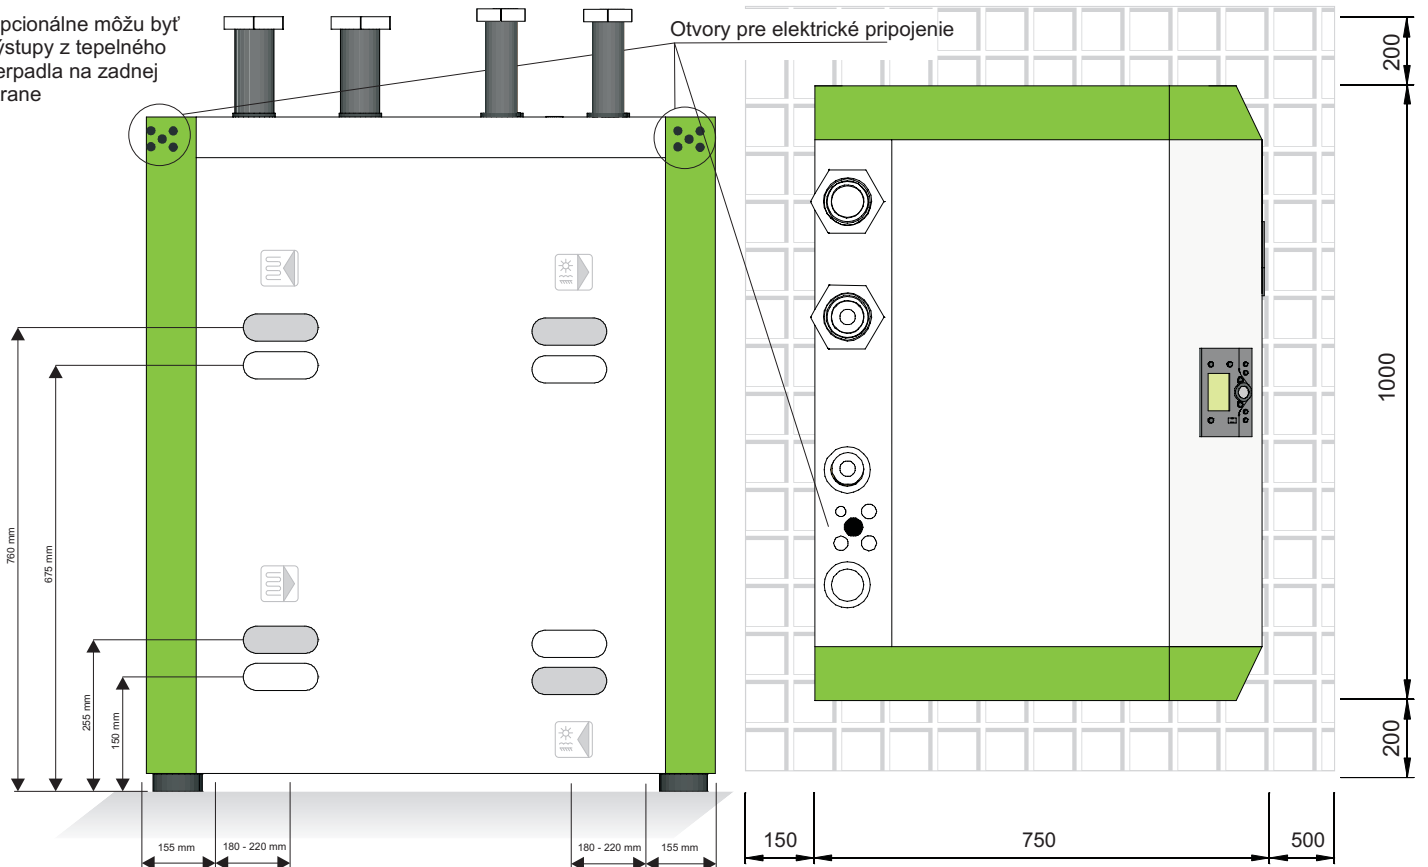 pcionálne môžu byť
ýstupy z tepelného
erpadla na zadnej
rane
Otvory pre elektrické pripojenie
200
1000
200
760 mm
675 mm
255 mm
150 mm
155 mm
180 - 220 mm
180 - 220 mm
155 mm
150
750
500